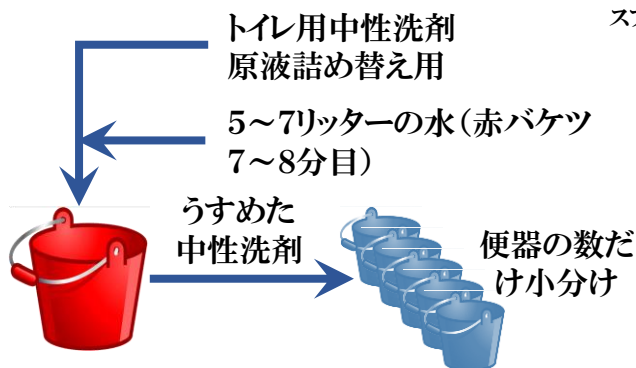 トイレ用中性洗剤
原液詰め替え用
5～7リッターの水（赤バケツ
7～8分目）
うすめた
中性洗剤
便器の数だ
け小分け